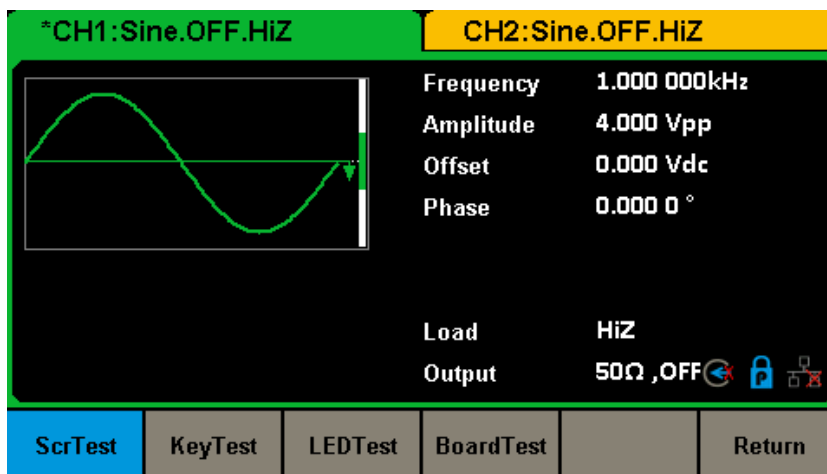 *CH1:Sine.OFF.HiZ CH2:Sine.OFF.HiZ
Frequency 1.000 000kHz
Amplitude 4.000 Vpp
Offset 0.000 Vdc
Phase 0.000 0 °
Load HiZ
Output 50Ω ,OFF P
ScrTest KeyTest LEDTest BoardTest Return